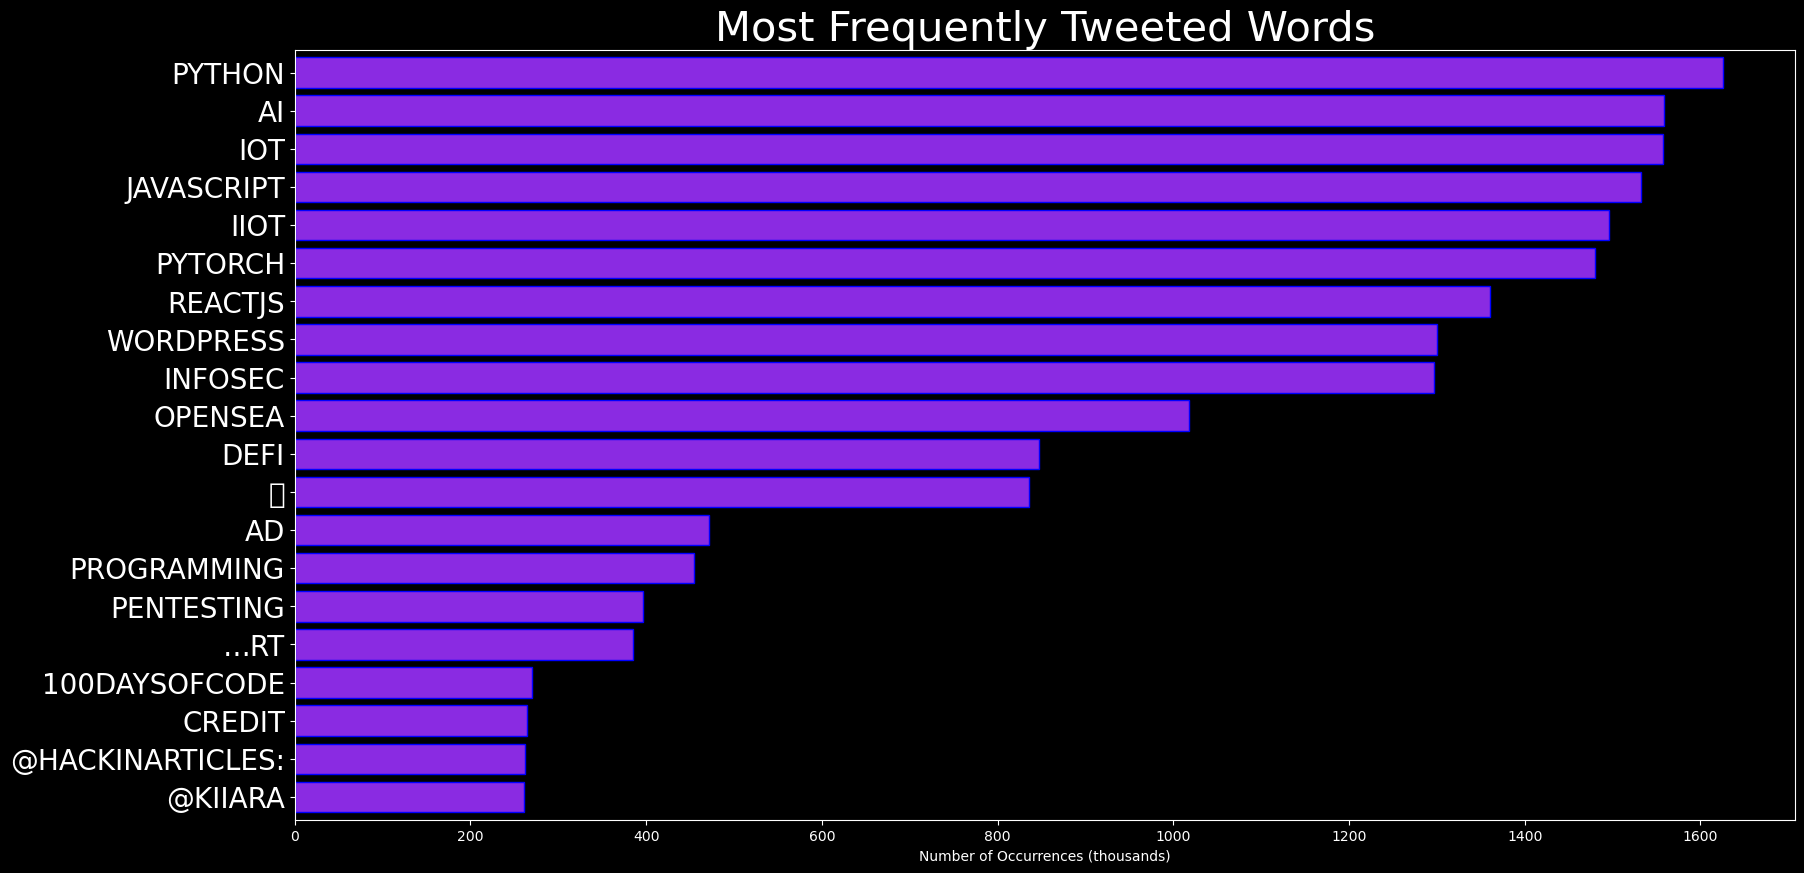 Most Frequently Tweeted Words
PYTHON
AI
IOT
JAVASCRIPT
IIOT
PYTORCH
REACTJS
WORDPRESS
INFOSEC
OPENSEA
DEFI
AD
PROGRAMMING
PENTESTING
...RT
100DAYSOFCODE
CREDIT
@HACKINARTICLES:
@KIIARA
0 200 400 600 800 1000 1200 1400 1600
Number of Occurrences (thousands)